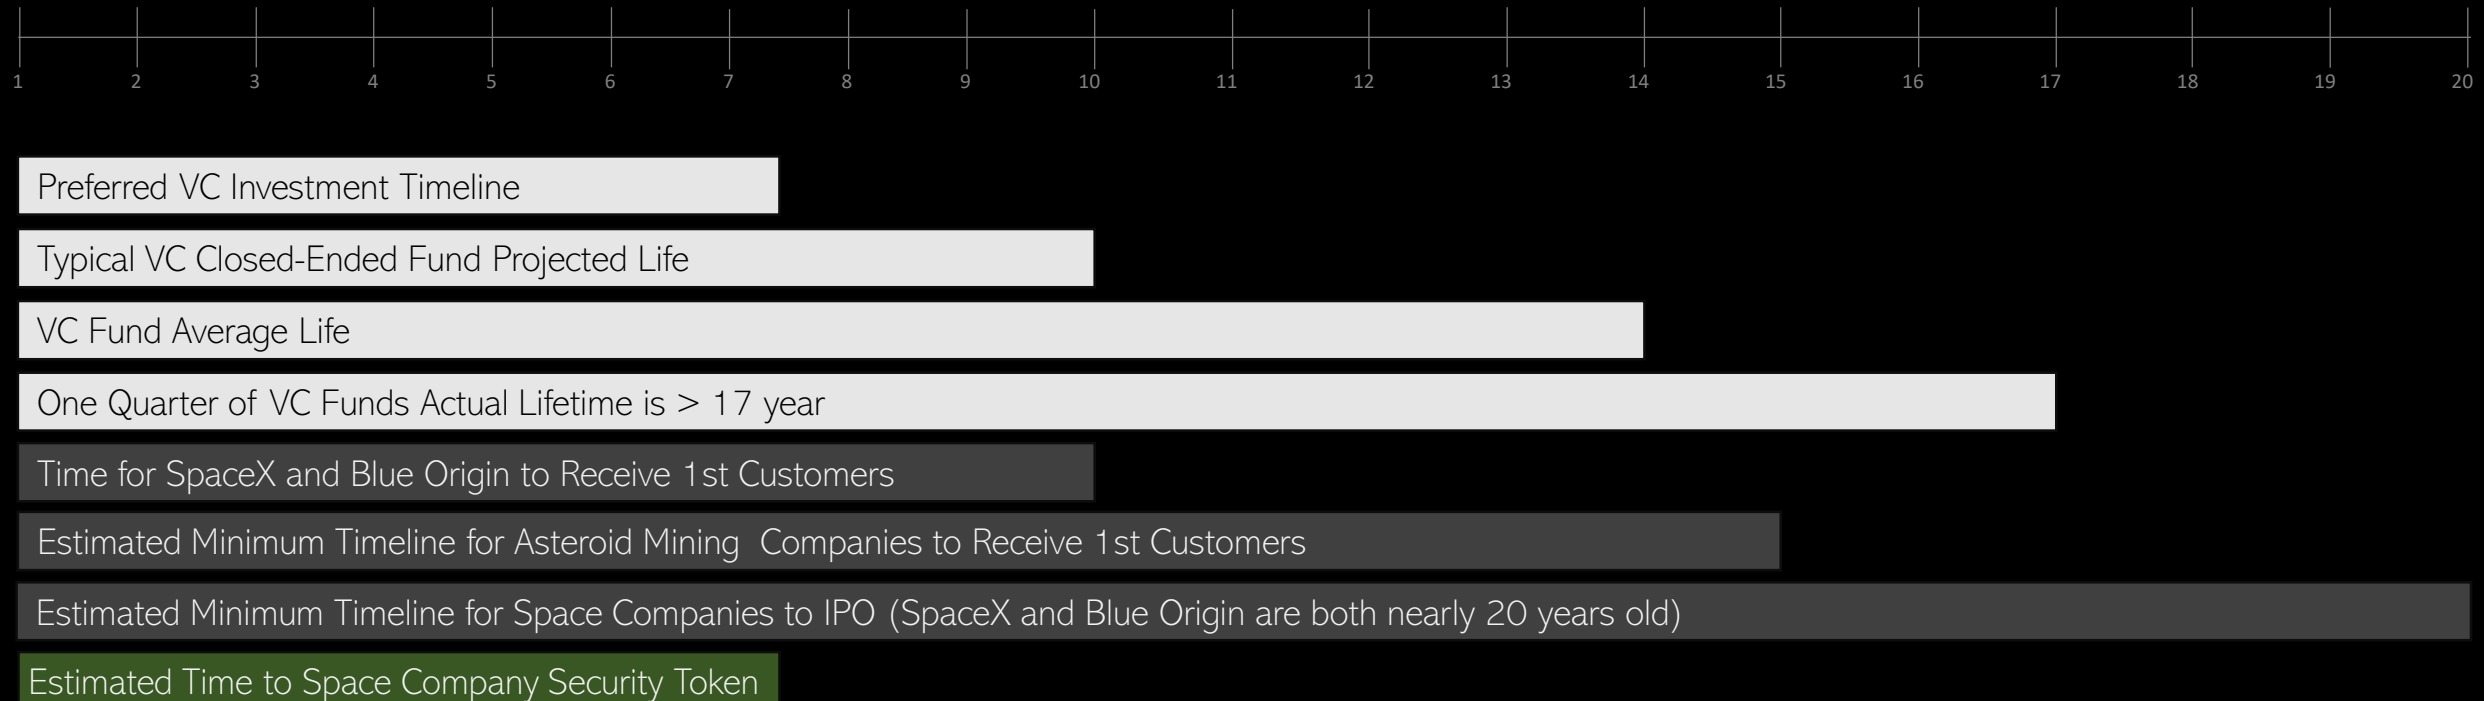 1 2 3 4 5 6 7 8 9 10 11 12 13 14 15 16 17 18 19 20
Preferred VC Investment Timeline
Typical VC Closed-Ended Fund Projected Life
VC Fund Average Life
One Quarter of VC Funds Actual Lifetime is > 17 year
Time for SpaceX and Blue Origin to Receive 1st Customers
Estimated Minimum Timeline for Asteroid Mining  Companies to Receive 1st Customers
Estimated Minimum Timeline for Space Companies to IPO (SpaceX and Blue Origin are both nearly 20 years old)
Estimated Time to Space Company Security Token